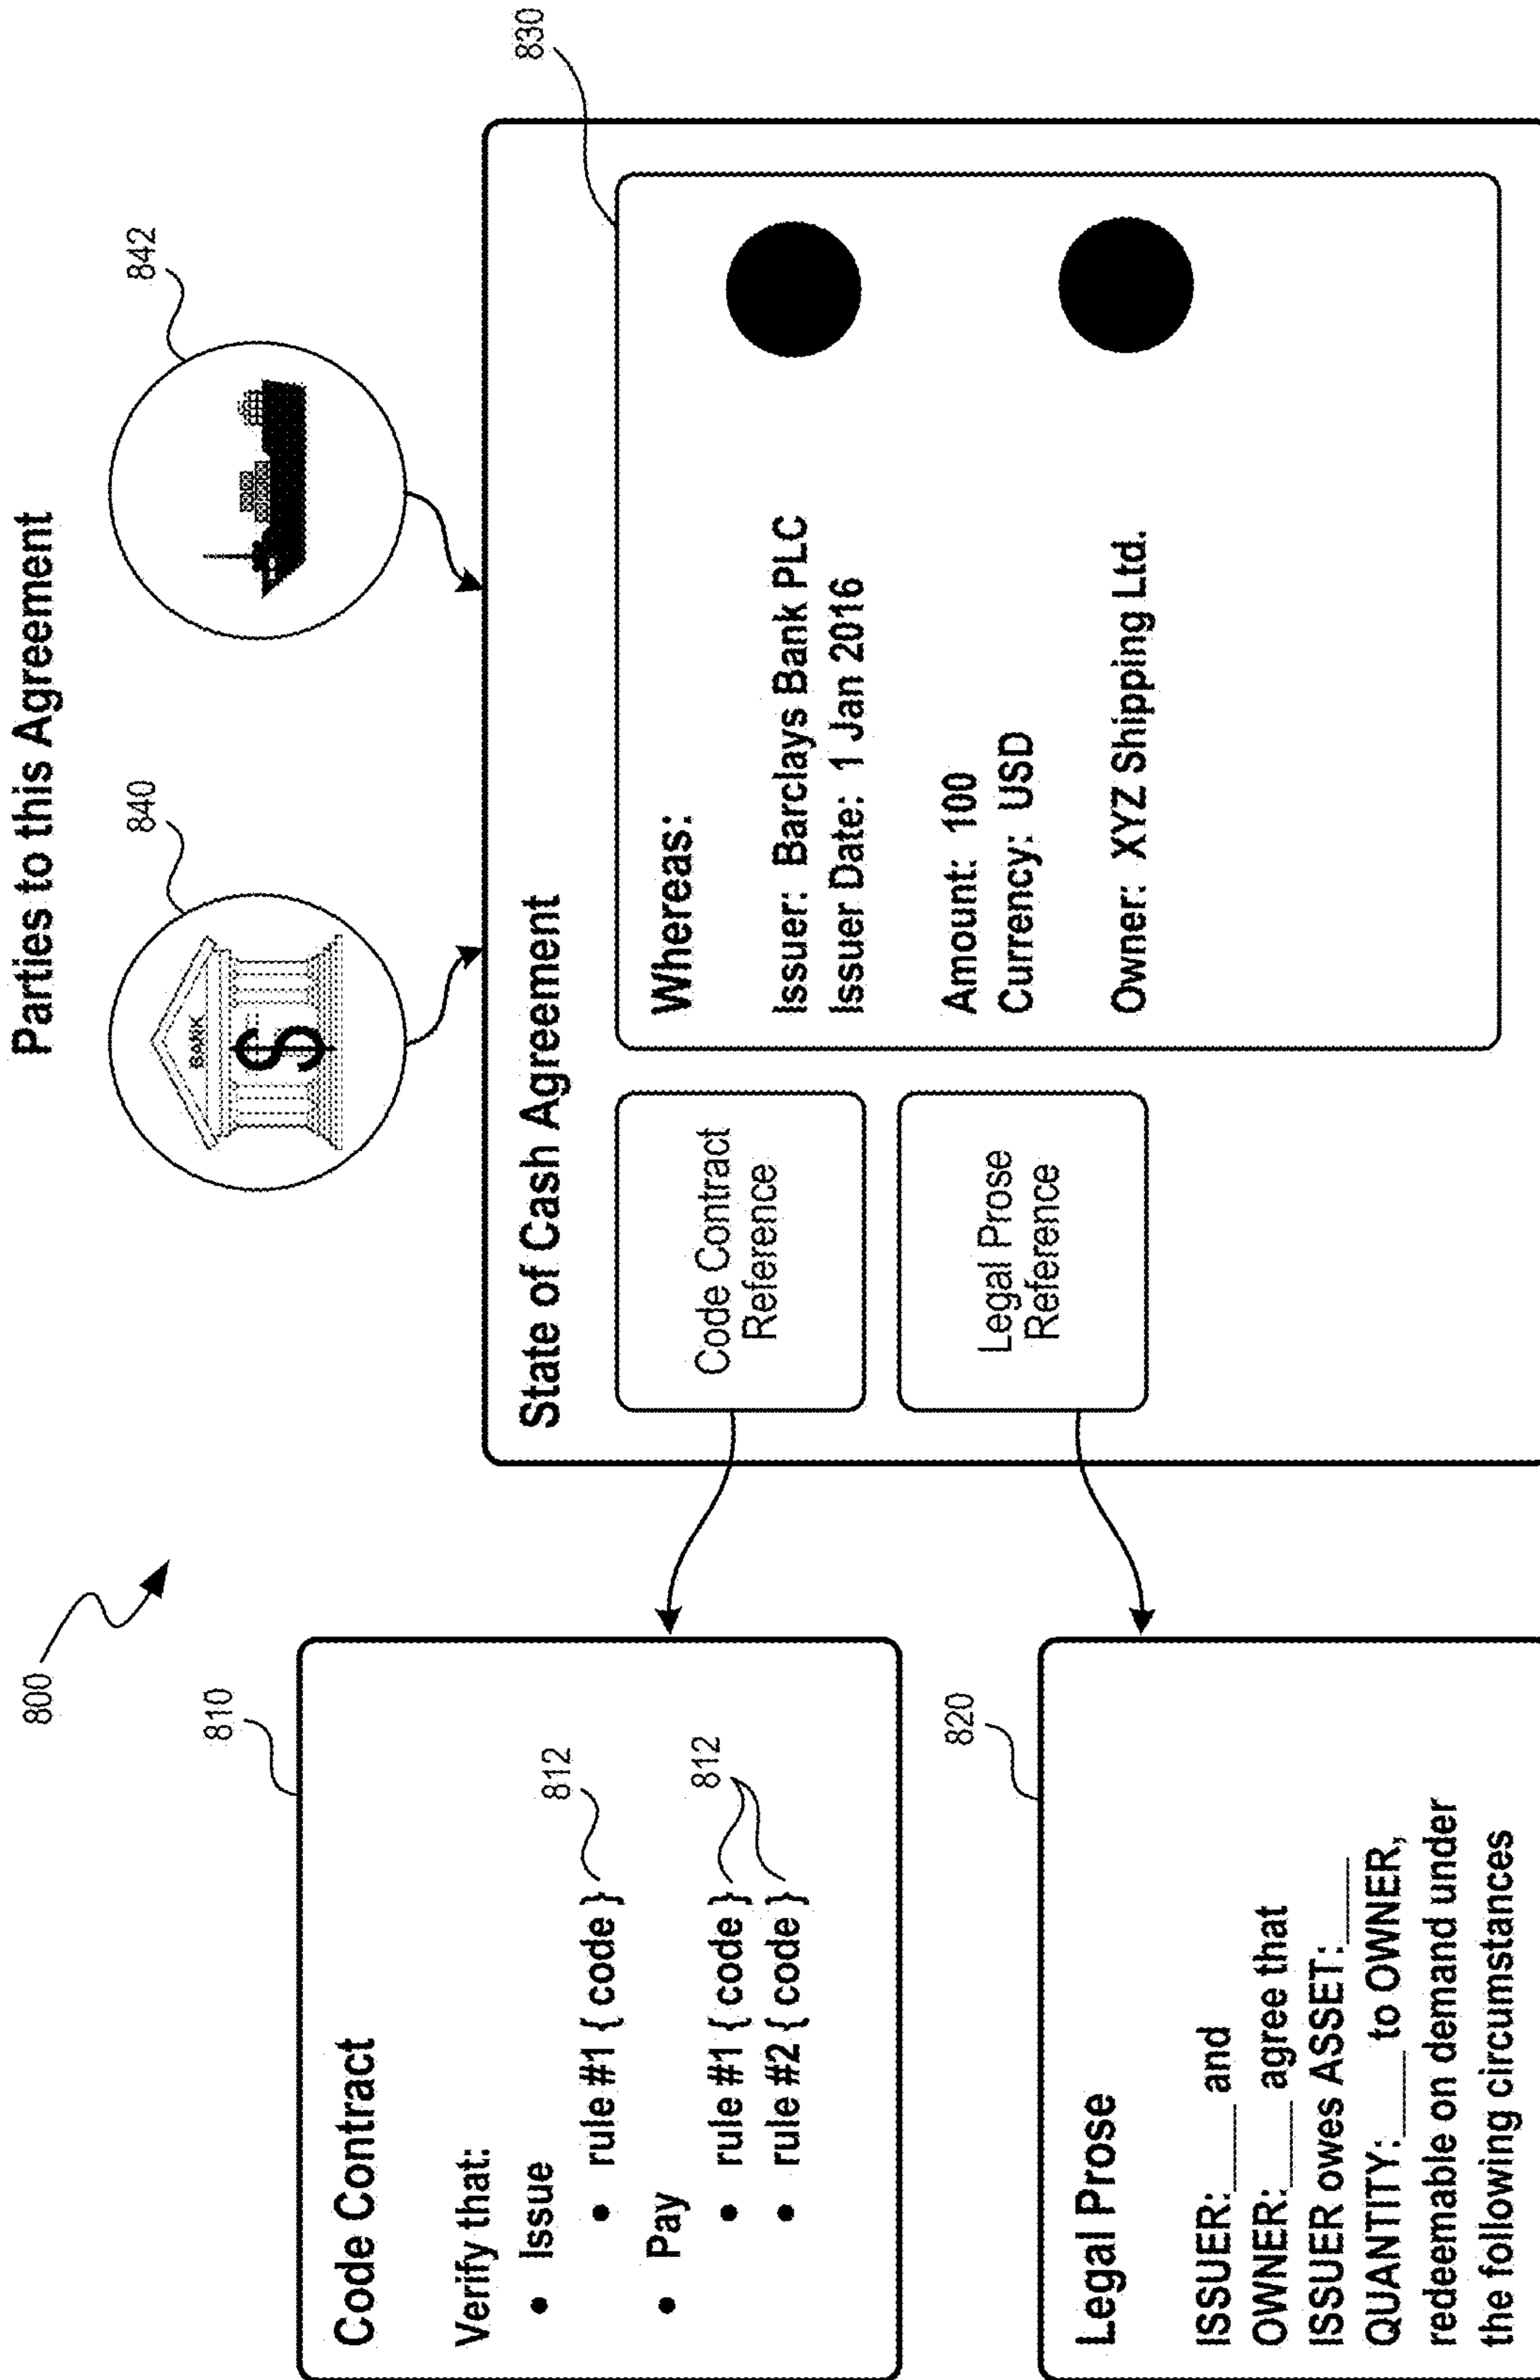 800
Parties to this Agreement
840
842
810
Code Contract
Verify that:
• Issue
• rule #1 { code }
812
• Pay
• rule #1 { code }
• rule #2 { code }
812
820
Legal Prose
ISSUER:____ and
OWNER:____ agree that
ISSUER owes ASSET:____
QUANTITY:____ to OWNER,
redeemable on demand under
the following circumstances
BANK
$
State of Cash Agreement
Code Contract
Reference
Legal Prose
Reference
830
Whereas:
Issuer: Barclays Bank PLC
Issuer Date: 1 Jan 2016
Amount: 100
Currency: USD
Owner: XYZ Shipping Ltd.